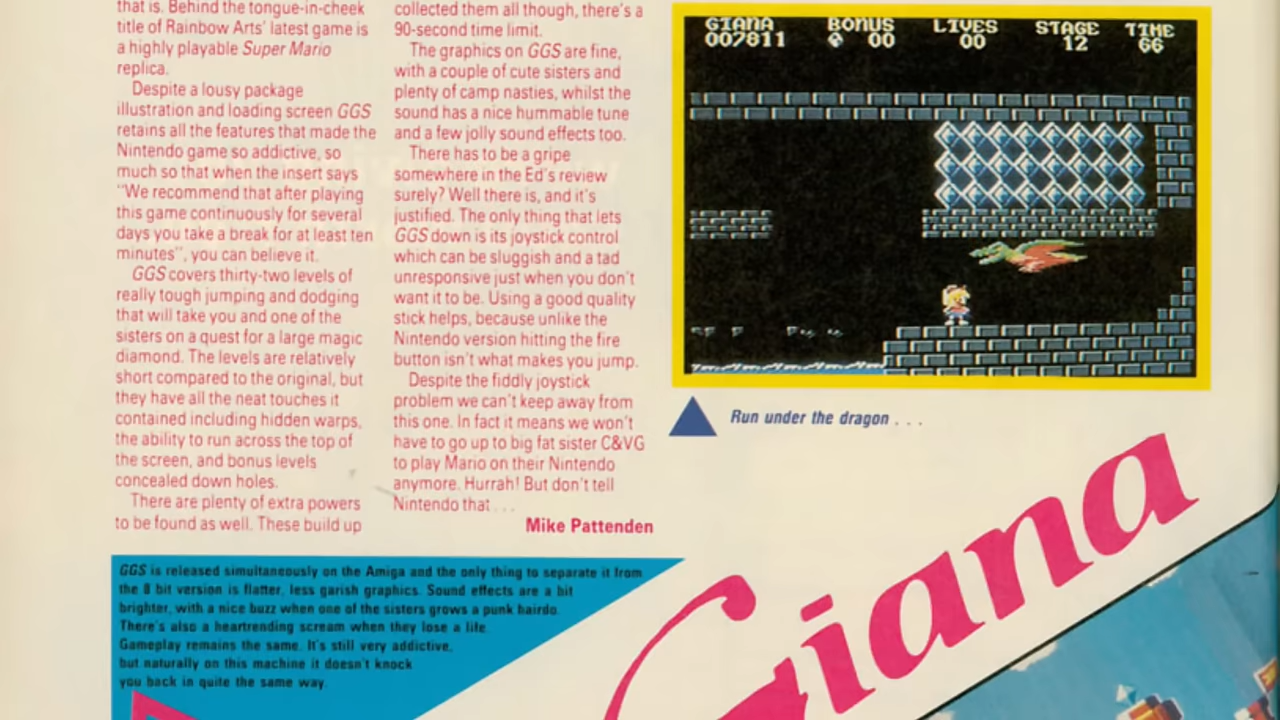 that is. Behind the tongue-in-cheek
title of Rainbow Arts' latest game is
a highly playable Super Mario
replica.
Despite a lousy package
illustration and loading screen GGS
retains all the features that made the
Nintendo game so addictive, so
much so that when the insert says
"We recommend that after playing
this game continuously for several
days you take a break for at least ten
minutes", you can believe it.
GGS covers thirty-two levels of
really tough jumping and dodging
that will take you and one of the
sisters on a quest for a large magic
diamond. The levels are relatively
short compared to the original, but
they have all the neat touches it
contained including hidden warps,
the ability to run across the top of
the screen, and bonus levels
concealed down holes.
There are plenty of extra powers
to be found as well. These build up
collected them all though, there's a
90-second time limit.
The graphics on GGS are fine,
with a couple of cute sisters and
plenty of camp nasties, whilst the
sound has a nice hummable tune
and a few jolly sound effects too.
There has to be a gripe
somewhere in the Ed's review
surely? Well there is, and it's
justified. The only thing that lets
GGS down is its joystick control
which can be sluggish and a tad
unresponsive just when you don't
want it to be. Using a good quality
stick helps, because unlike the
Nintendo version hitting the fire
button isn't what makes you jump.
Despite the fiddly joystick
problem we can't keep away from
this one. In fact it means we won't
have to go up to big fat sister C&VG
to play Mario on their Nintendo
anymore. Hurrah! But don't tell
Nintendo that . . .
Mike Pattenden
GIANA BONUS LIVES STAGE TIME
007811 00 00 12 66
Run under the dragon . . .
GGS is released simultaneously on the Amiga and the only thing to separate it from
the 8 bit version is flatter, less garish graphics. Sound effects are a bit
brighter, with a nice buzz when one of the sisters grows a punk hairdo.
There's also a heartrending scream when they lose a life.
Gameplay remains the same. It's still very addictive,
but naturally on this machine it doesn't knock
you back in quite the same way.
Giana